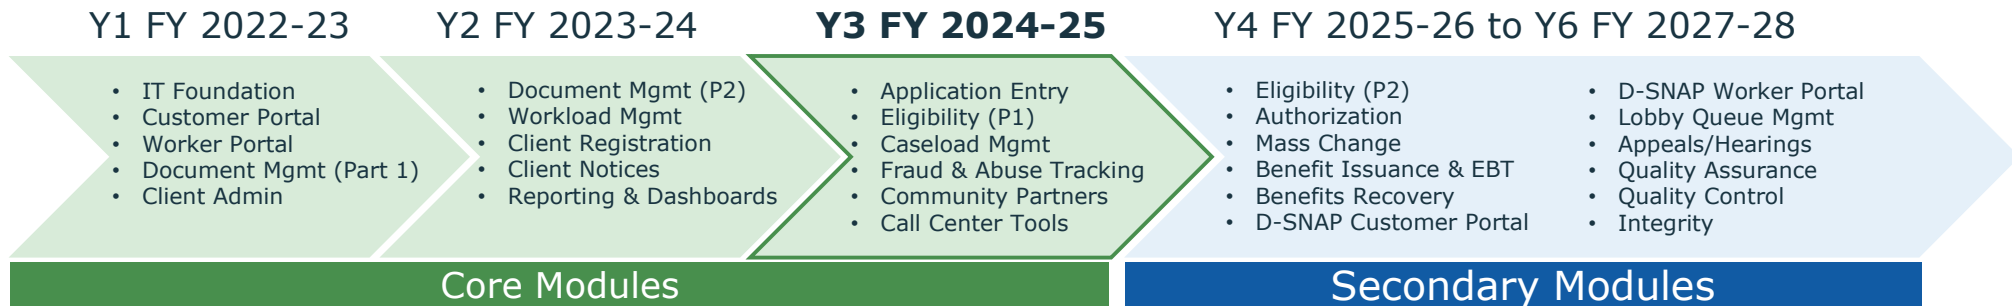 Y1 FY 2022-23
• IT Foundation
• Customer Portal
• Worker Portal
• Document Mgmt (Part 1)
• Client Admin
Y2 FY 2023-24
• Document Mgmt (P2)
• Workload Mgmt
• Client Registration
• Client Notices
• Reporting & Dashboards
Y3 FY 2024-25
• Application Entry
• Eligibility (P1)
• Caseload Mgmt
• Fraud & Abuse Tracking
• Community Partners
• Call Center Tools
Y4 FY 2025-26 to Y6 FY 2027-28
• Eligibility (P2)
• Authorization
• Mass Change
• Benefit Issuance & EBT
• Benefits Recovery
• D-SNAP Customer Portal
• D-SNAP Worker Portal
• Lobby Queue Mgmt
• Appeals/Hearings
• Quality Assurance
• Quality Control
• Integrity
Core Modules
Secondary Modules